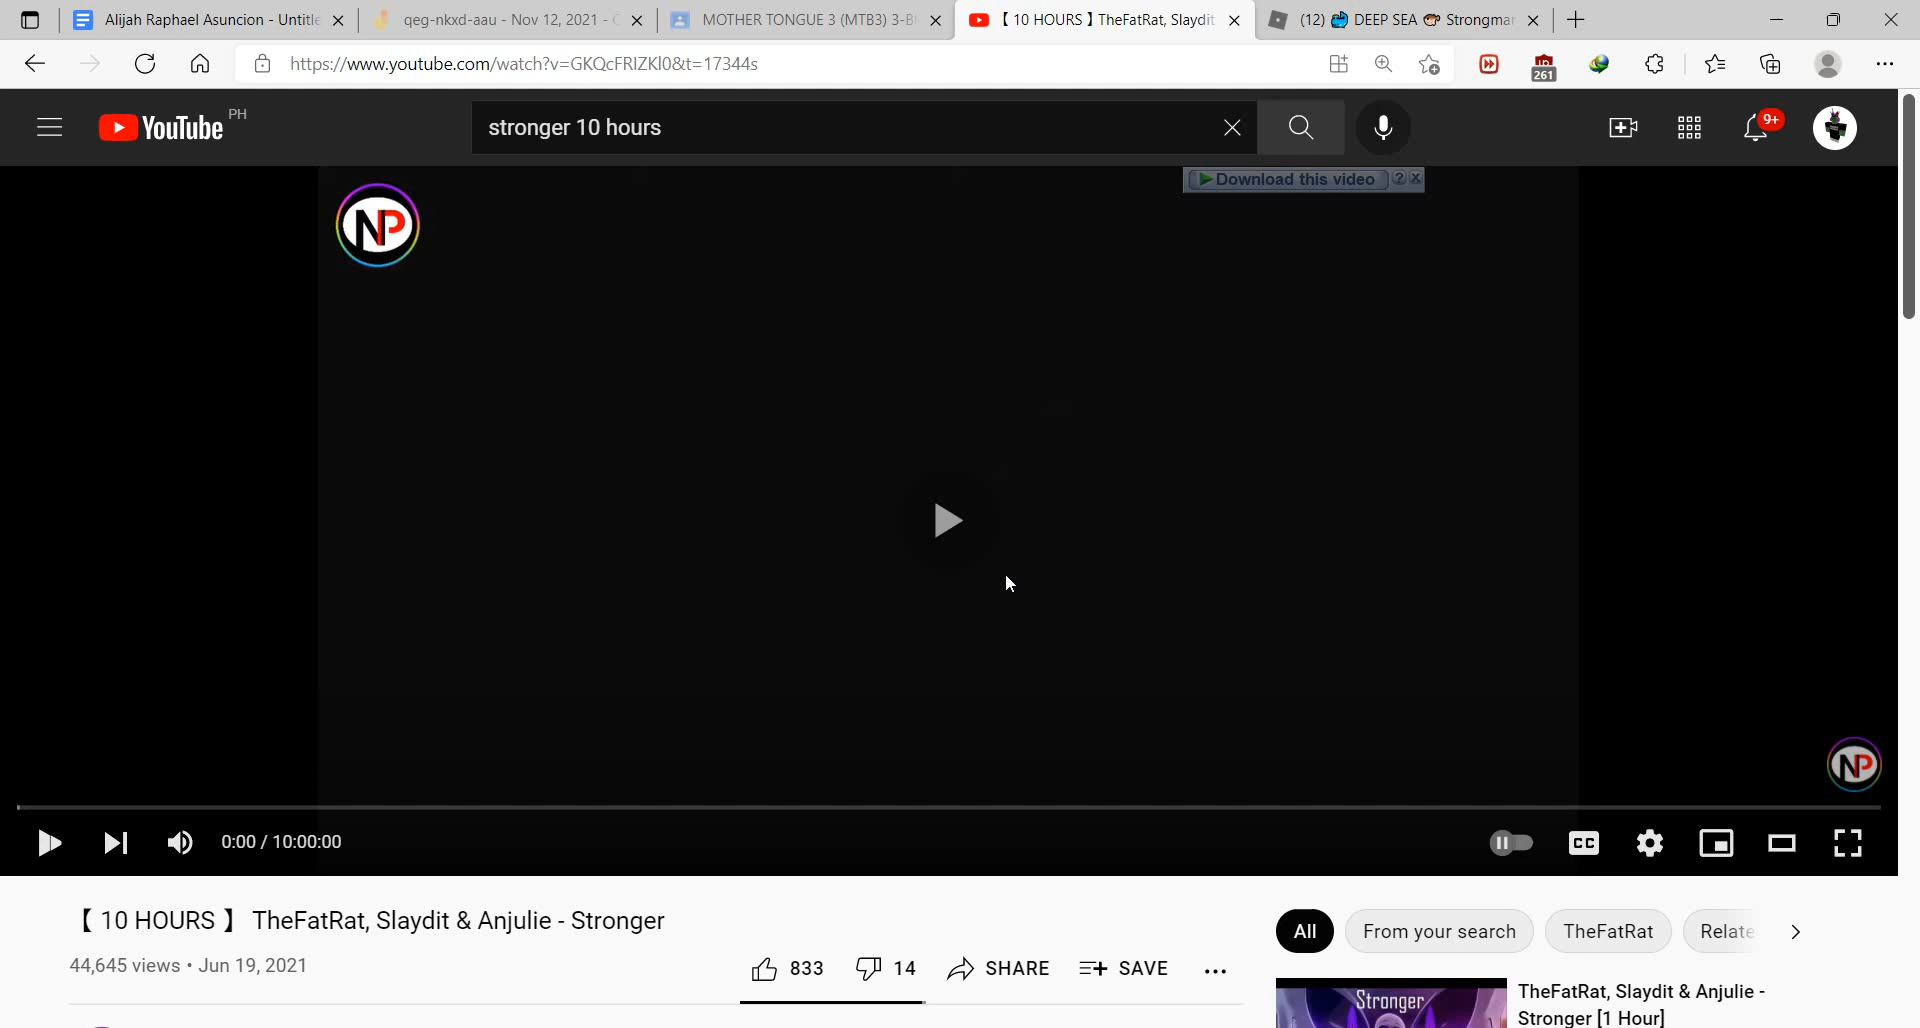 Alijah Raphael Asuncion - Untitle
qeg-nkxd-aau - Nov 12, 2021 -
MOTHER TONGUE 3 (MTB3) 3-B
【 10 HOURS 】 TheFatRat, Slaydit
(12) 🐳 DEEP SEA 🐵 Strongman
https://www.youtube.com/watch?v=GKQcFRIZKl0&t=17344s
261
YouTube PH
stronger 10 hours
9+
NP
Download this video ? x
NP
0:00 / 10:00:00
CC
【 10 HOURS 】 TheFatRat, Slaydit & Anjulie - Stronger
44,645 views • Jun 19, 2021
833
14
SHARE
SAVE
All
From your search
TheFatRat
Relate
Stronger
TheFatRat, Slaydit & Anjulie -
Stronger [1 Hour]